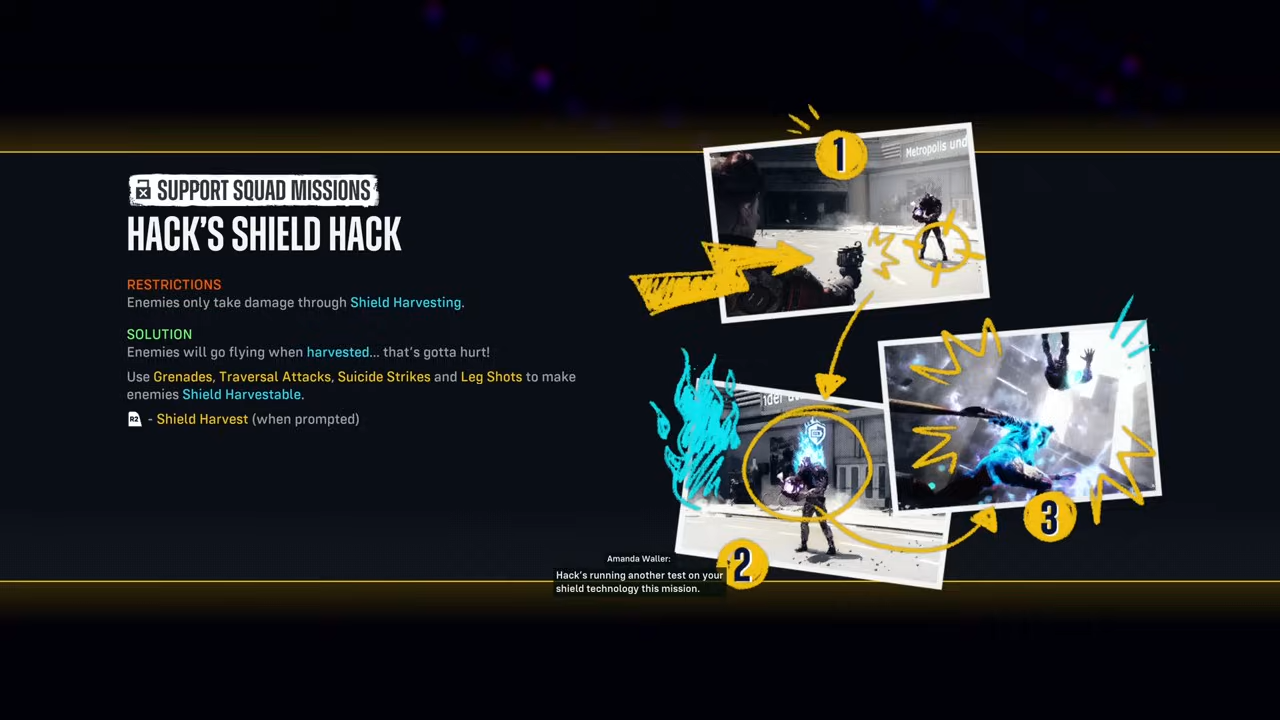 SUPPORT SQUAD MISSIONS
HACK'S SHIELD HACK
RESTRICTIONS
Enemies only take damage through Shield Harvesting.
SOLUTION
Enemies will go flying when harvested... that's gotta hurt!
Use Grenades, Traversal Attacks, Suicide Strikes and Leg Shots to make
enemies Shield Harvestable.
R2 - Shield Harvest (when prompted)
1
Metropolis und
2
3
Amanda Waller:
Hack's running another test on your
shield technology this mission.